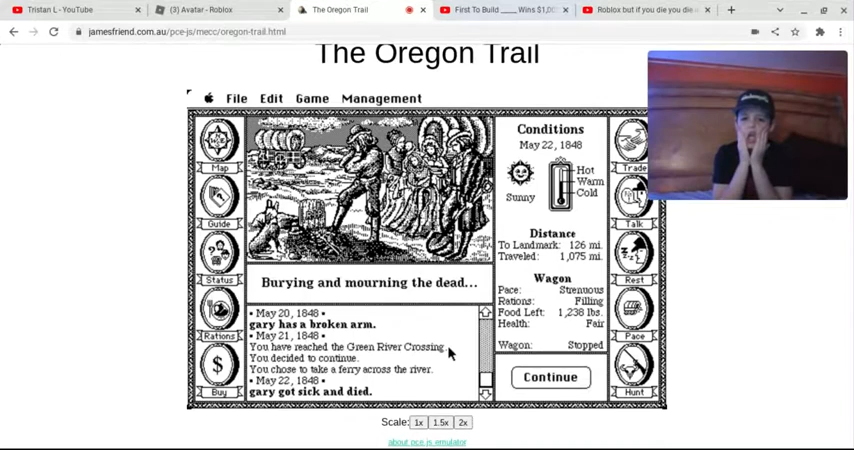 Tristan L - YouTube
(3) Avatar - Roblox
The Oregon Trail
First To Build ____ Wins $1,00
Roblox but if you die you die
jamesfriend.com.au/pce-js/mecc/oregon-trail.html
The Oregon Trail
File Edit Game Management
Map
Guide
Status
Rations
$
Buy
Burying and mourning the dead...
• May 20, 1848 •
gary has a broken arm.
• May 21, 1848 •
You have reached the Green River Crossing.
You decided to continue.
You chose to take a ferry across the river.
• May 22, 1848 •
gary got sick and died.
Conditions
May 22, 1848
Sunny
Hot
Warm
Cold
Distance
To Landmark: 126 mi.
Traveled: 1,075 mi.
Wagon
Pace: Strenuous
Rations: Filling
Food Left: 1,238 lbs.
Health: Fair
Wagon: Stopped
Continue
Trade
Talk
Rest
Pace
Hunt
Scale: 1x 1.5x 2x
about pce.js emulator